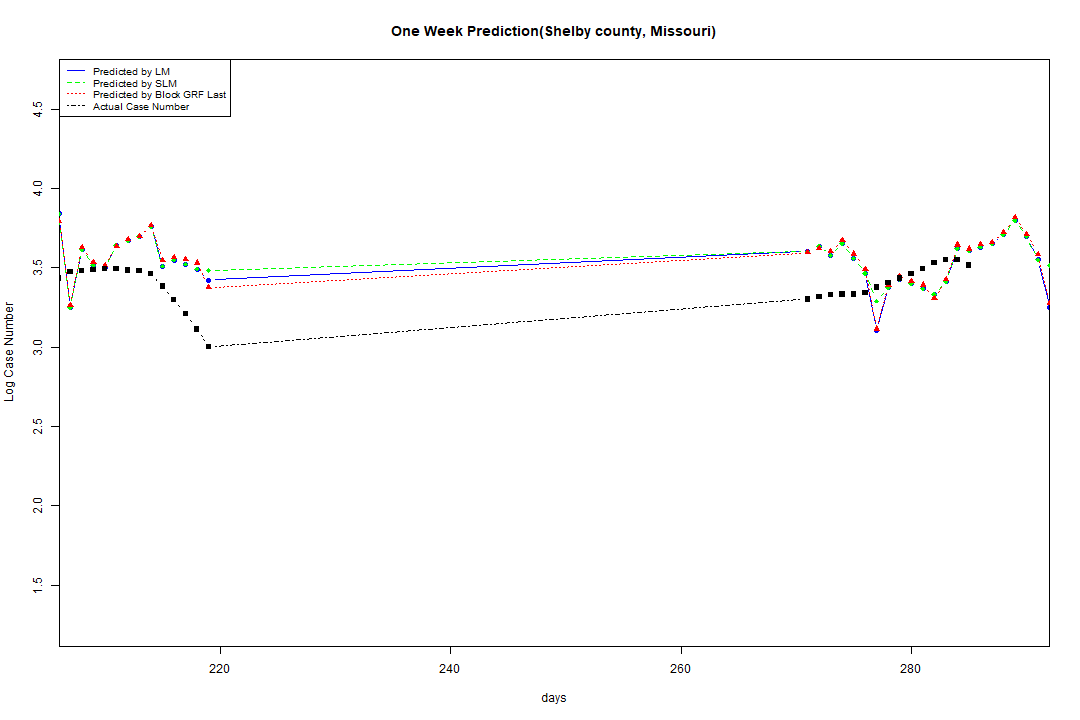 One Week Prediction(Shelby county, Missouri)
Predicted by LM
Predicted by SLM
Predicted by Block GRF Last
Actual Case Number
4.5
4.0
3.5
3.0
2.5
2.0
1.5
Log Case Number
220 240 260 280
days